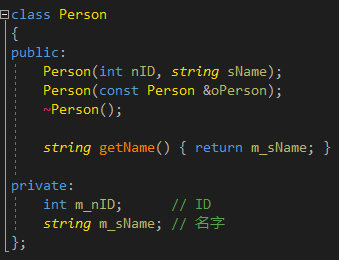 class Person
{
public:
    Person(int nID, string sName);
    Person(const Person &oPerson);
    ~Person();

    string getName() { return m_sName; }

private:
    int m_nID;      // ID
    string m_sName; // 名字
};